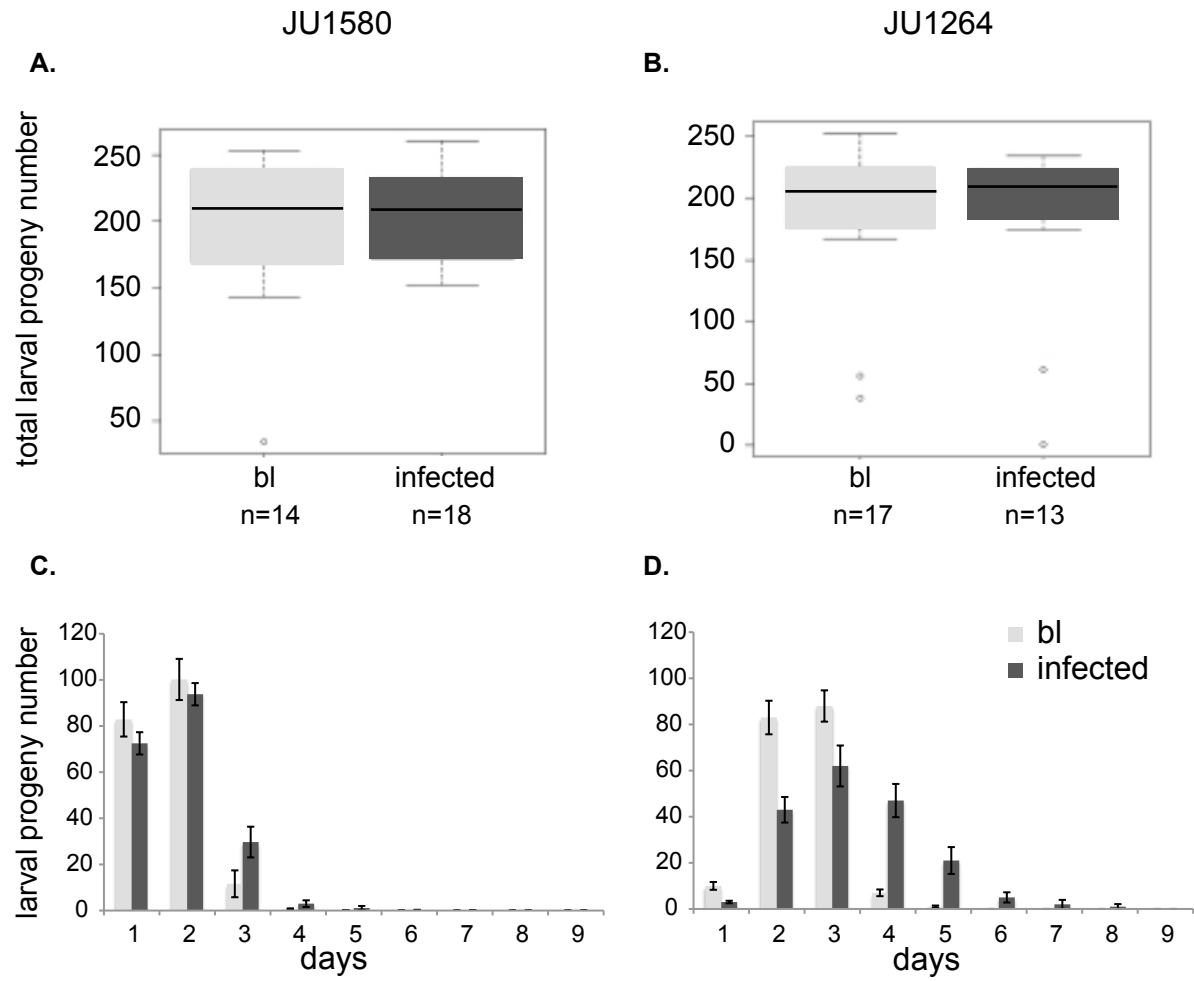 JU1580
JU1264
A.
B.
total larval progeny number
250
200
150
100
50
bl
infected
n=14
n=18
250
200
150
100
50
0
bl
infected
n=17
n=13
C.
D.
larval progeny number
120
100
80
60
40
20
0
1 2 3 4 5 6 7 8 9
days
120
100
80
60
40
20
0
bl
infected
1 2 3 4 5 6 7 8 9
days